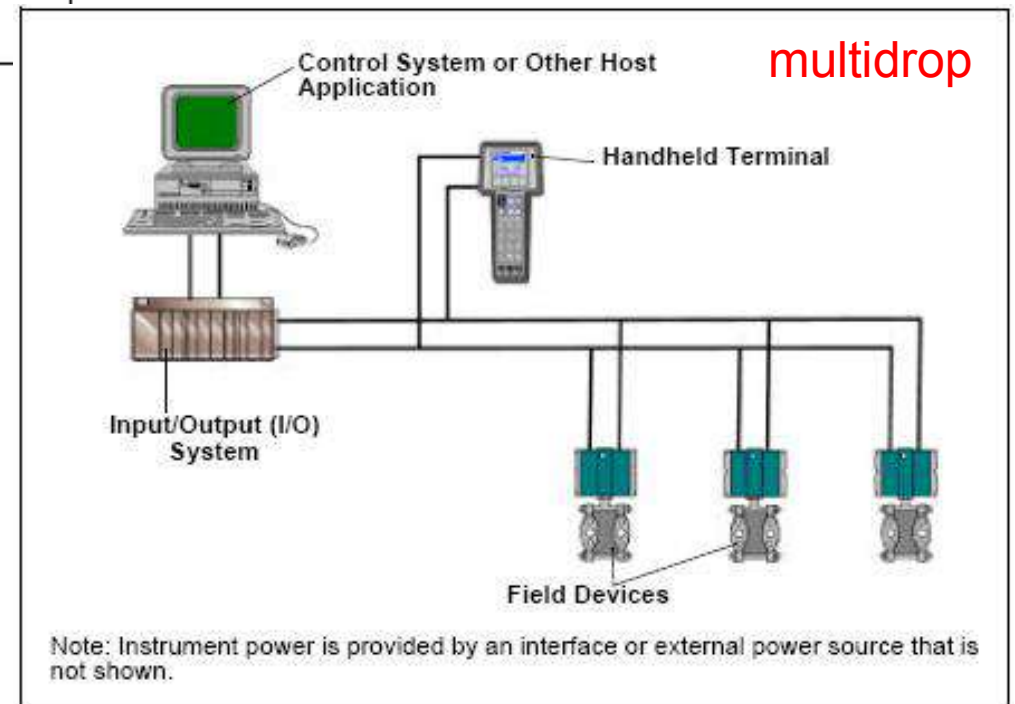 multidrop
Control System or Other Host
Application
Handheld Terminal
Input/Output (I/O)
System
Field Devices
Note: Instrument power is provided by an interface or external power source that is
not shown.